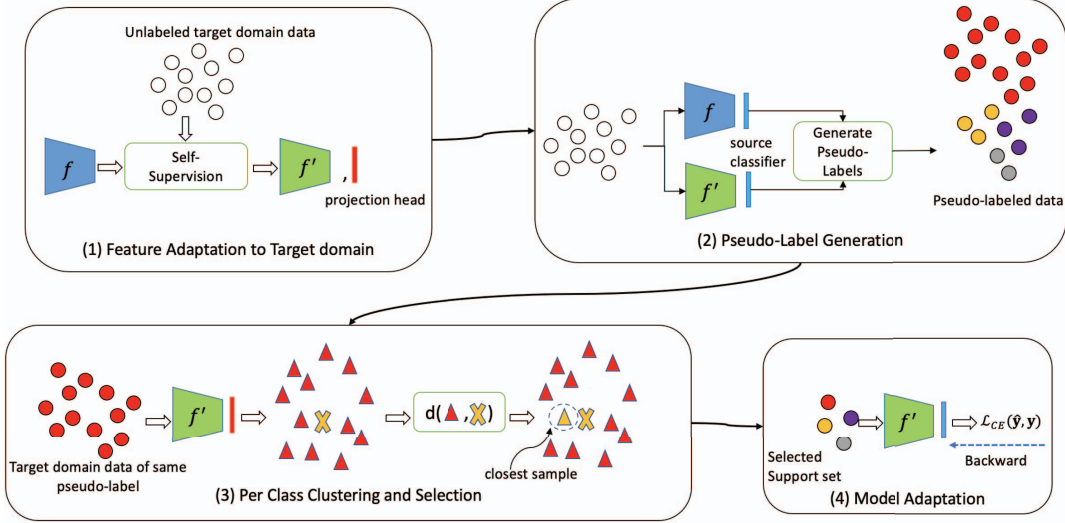 Unlabeled target domain data
f
Self-
Supervision
f′
,
projection head
(1) Feature Adaptation to Target domain
f
source
classifier
f′
Generate
Pseudo-
Labels
Pseudo-labeled data
(2) Pseudo-Label Generation
Target domain data of same
pseudo-label
f′
d( , )
closest sample
(3) Per Class Clustering and Selection
Selected
Support set
f′
ℒCE(ŷ, y)
Backward
(4) Model Adaptation